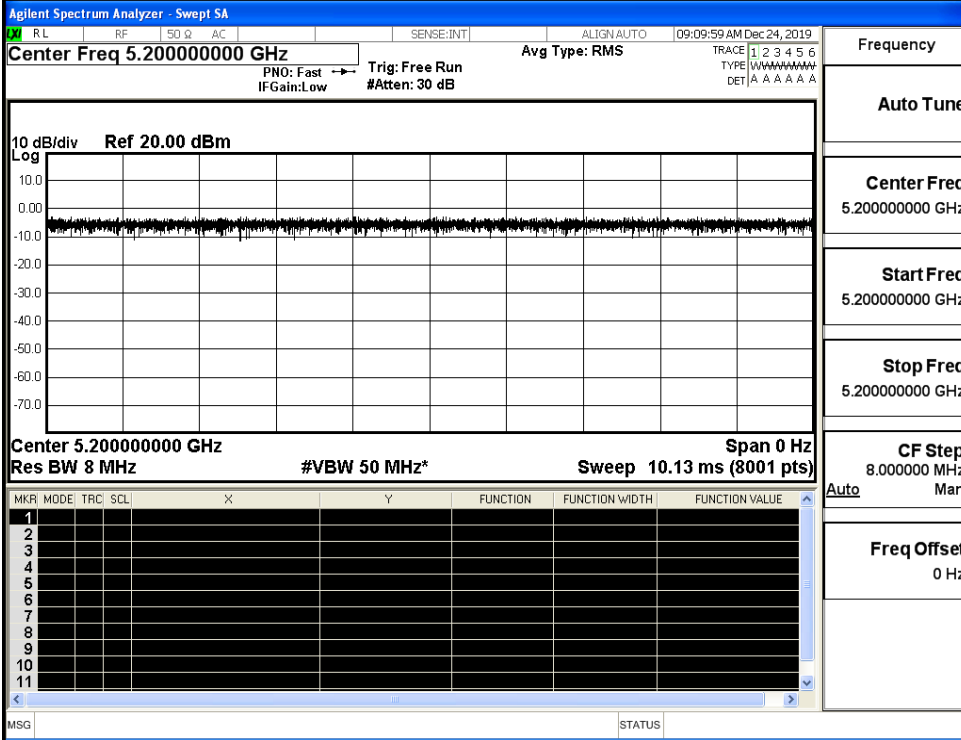 Agilent Spectrum Analyzer - Swept SA
LXI RL RF 50 Ω AC SENSE:INT ALIGN AUTO 09:09:59 AM Dec 24, 2019
Center Freq 5.200000000 GHz
PNO: Fast
IFGain:Low
Trig: Free Run
#Atten: 30 dB
Avg Type: RMS
TRACE 1 2 3 4 5 6
TYPE WWWWWW
DET A A A A A A
10 dB/div Ref 20.00 dBm
Log
10.0
0.00
-10.0
-20.0
-30.0
-40.0
-50.0
-60.0
-70.0
Center 5.200000000 GHz Span 0 Hz
Res BW 8 MHz #VBW 50 MHz* Sweep 10.13 ms (8001 pts)
MKR MODE TRC SCL X Y FUNCTION FUNCTION WIDTH FUNCTION VALUE
1
2
3
4
5
6
7
8
9
10
11
MSG STATUS
Frequency
Auto Tune
Center Freq
5.200000000 GHz
Start Freq
5.200000000 GHz
Stop Freq
5.200000000 GHz
CF Step
8.000000 MHz
Auto Man
Freq Offset
0 Hz